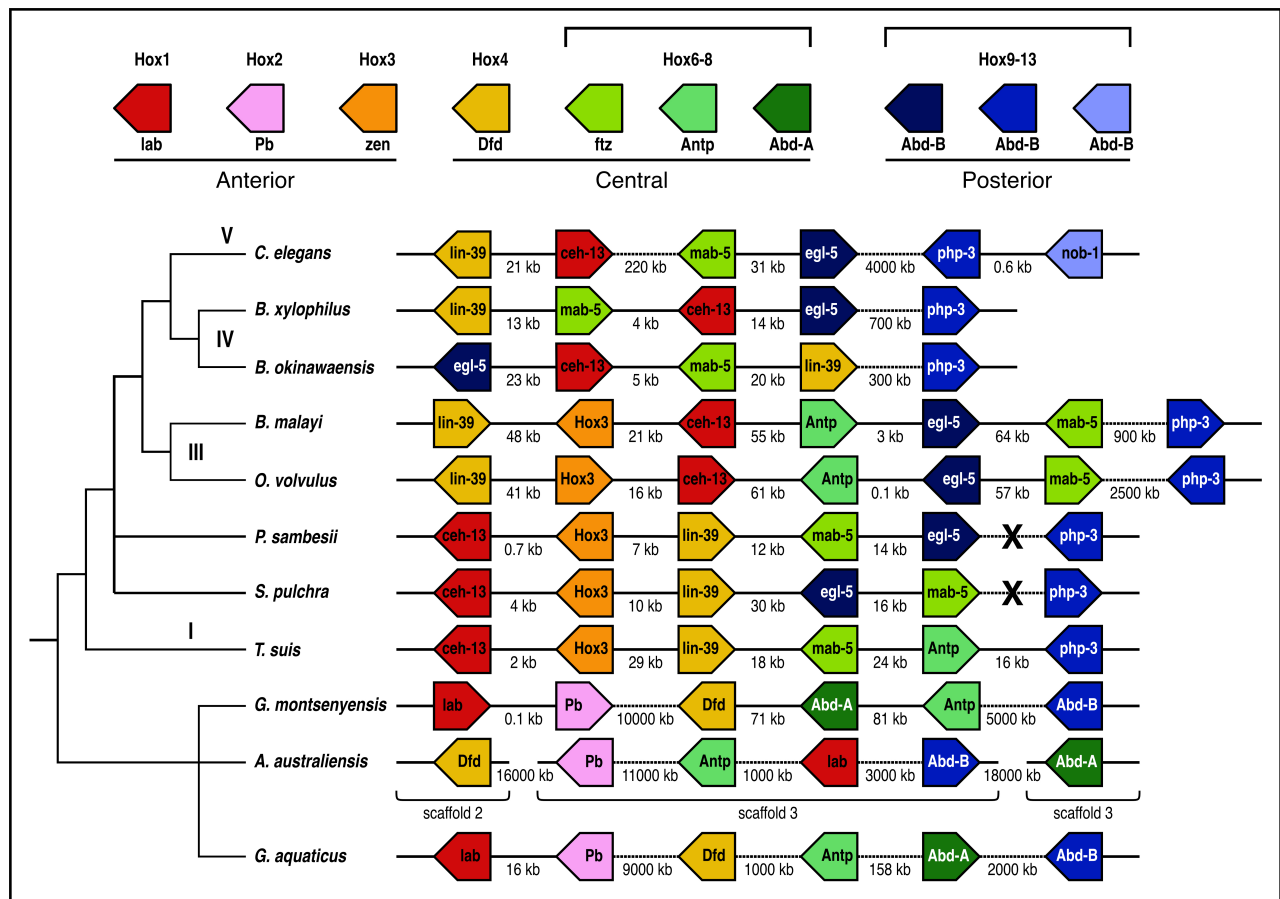 Hox1 Hox2 Hox3 Hox4 Hox6-8 Hox9-13
lab Pb zen Dfd ftz Antp Abd-A Abd-B Abd-B Abd-B
Anterior Central Posterior
V
C. elegans lin-39 ceh-13 mab-5 egl-5 php-3 nob-1
21 kb 220 kb 31 kb 4000 kb 0.6 kb
B. xylophilus lin-39 mab-5 ceh-13 egl-5 php-3
13 kb 4 kb 14 kb 700 kb
IV
B. okinawaensis egl-5 ceh-13 mab-5 lin-39 php-3
23 kb 5 kb 20 kb 300 kb
B. malayi lin-39 Hox3 ceh-13 Antp egl-5 mab-5 php-3
48 kb 21 kb 55 kb 3 kb 64 kb 900 kb
III
O. volvulus lin-39 Hox3 ceh-13 Antp egl-5 mab-5 php-3
41 kb 16 kb 61 kb 0.1 kb 57 kb 2500 kb
P. sambesii ceh-13 Hox3 lin-39 mab-5 egl-5 X php-3
0.7 kb 7 kb 12 kb 14 kb
S. pulchra ceh-13 Hox3 lin-39 egl-5 mab-5 X php-3
4 kb 10 kb 30 kb 16 kb
I
T. suis ceh-13 Hox3 lin-39 mab-5 Antp php-3
2 kb 29 kb 18 kb 24 kb 16 kb
G. montsenyensis lab Pb Dfd Abd-A Antp Abd-B
0.1 kb 10000 kb 71 kb 81 kb 5000 kb
A. australiensis Dfd Pb Antp lab Abd-B Abd-A
16000 kb 11000 kb 1000 kb 3000 kb 18000 kb
scaffold 2 scaffold 3 scaffold 3
G. aquaticus lab Pb Dfd Antp Abd-A Abd-B
16 kb 9000 kb 1000 kb 158 kb 2000 kb